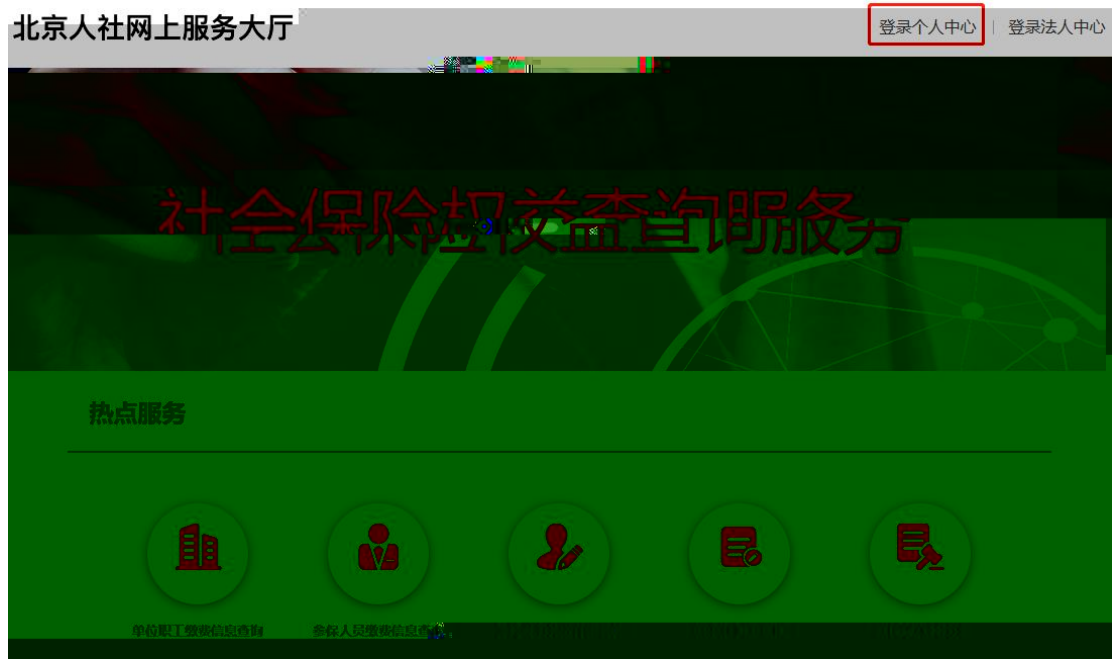 北京人社网上服务大厅
登录个人中心 | 登录法人中心
社会保险权益查询服务
热点服务
单位职工缴费信息查询
参保人员缴费信息查询